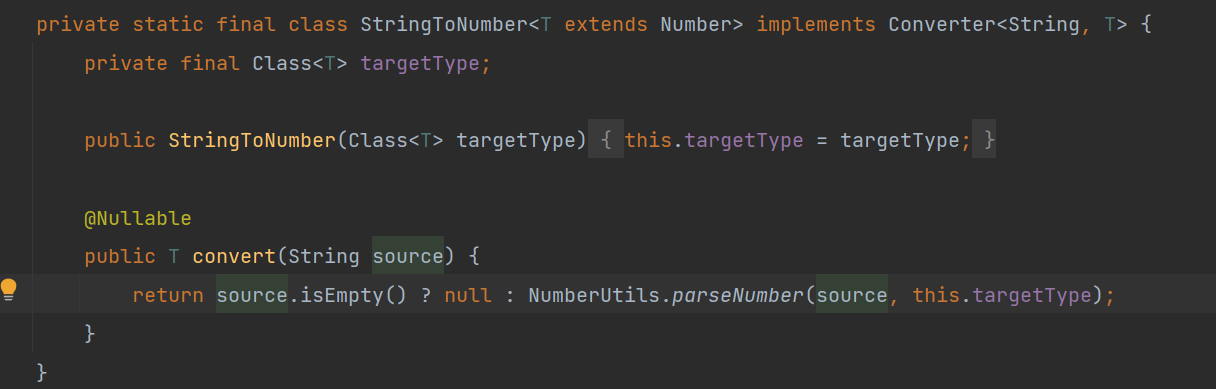 private static final class StringToNumber<T extends Number> implements Converter<String, T> {
private final Class<T> targetType;
public StringToNumber(Class<T> targetType) { this.targetType = targetType; }
@Nullable
public T convert(String source) {
return source.isEmpty() ? null : NumberUtils.parseNumber(source, this.targetType);
}
}